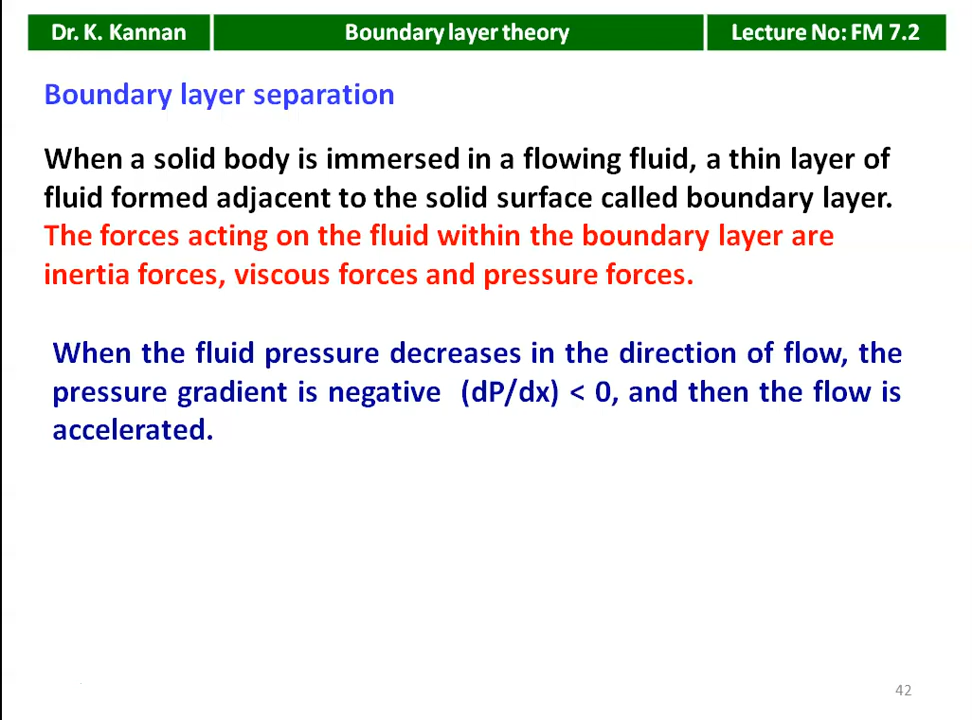 Dr. K. Kannan
Boundary layer theory
Lecture No: FM 7.2
Boundary layer separation
When a solid body is immersed in a flowing fluid, a thin layer of
fluid formed adjacent to the solid surface called boundary layer.
The forces acting on the fluid within the boundary layer are
inertia forces, viscous forces and pressure forces.
When the fluid pressure decreases in the direction of flow, the
pressure gradient is negative (dP/dx) < 0, and then the flow is
accelerated.
42